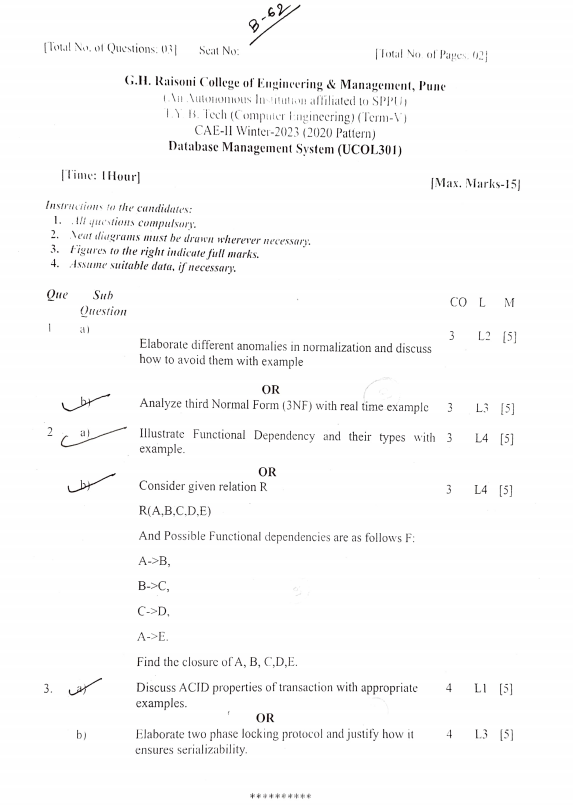 B-62
[Total No. of Questions: 03] Seat No: [Total No. of Pages. 02]
G.H. Raisoni College of Engineering & Management, Pune
(An Autonomous Institution affiliated to SPPU)
T.Y. B. Tech (Computer Engineering) (Term-V)
CAE-II Winter-2023 (2020 Pattern)
Database Management System (UCOL301)
[Time: 1Hour] [Max. Marks-15]
Instructions to the candidates:
1. All questions compulsory.
2. Neat diagrams must be drawn wherever necessary.
3. Figures to the right indicate full marks.
4. Assume suitable data, if necessary.
Que Sub CO L M
Question
1 a) 3 L2 [5]
Elaborate different anomalies in normalization and discuss
how to avoid them with example
OR
b) Analyze third Normal Form (3NF) with real time example 3 L3 [5]
2 a) Illustrate Functional Dependency and their types with 3 L4 [5]
example.
OR
b) Consider given relation R 3 L4 [5]
R(A,B,C,D,E)
And Possible Functional dependencies are as follows F:
A->B,
B->C,
C->D,
A->E.
Find the closure of A, B, C,D,E.
3. a) Discuss ACID properties of transaction with appropriate 4 L1 [5]
examples.
OR
b) Elaborate two phase locking protocol and justify how it 4 L3 [5]
ensures serializability.
**********